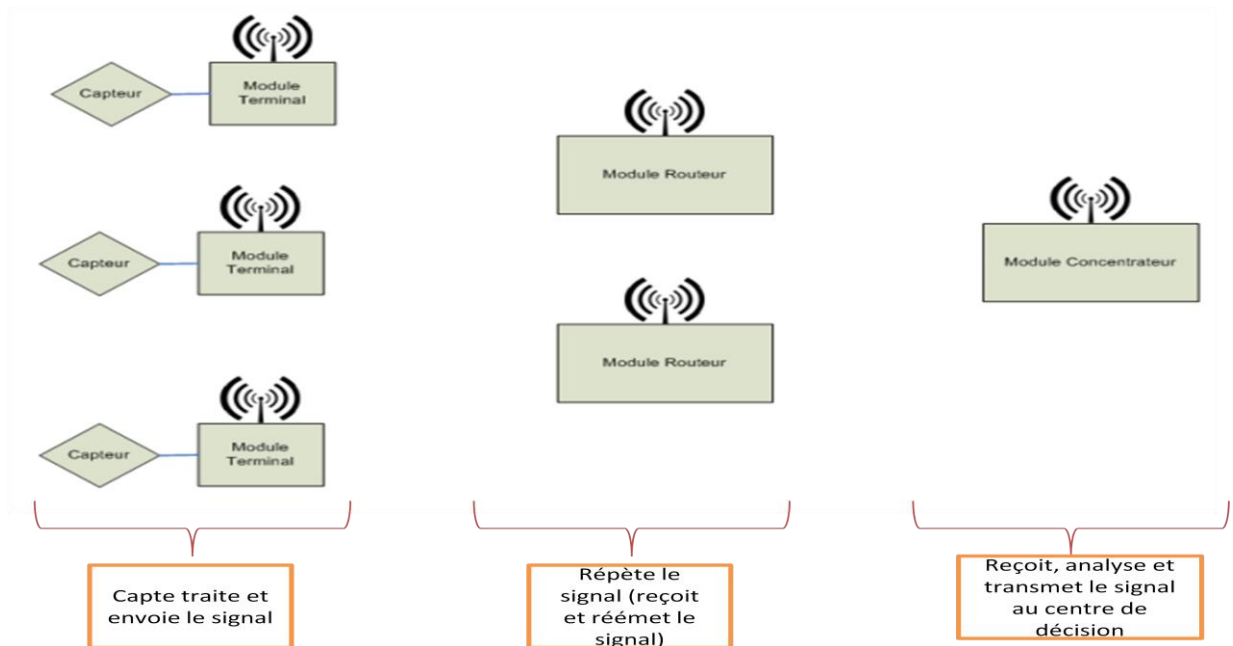 Capteur
Module
Terminal
Capteur
Module
Terminal
Capteur
Module
Terminal
Module Routeur
Module Routeur
Module Concentrateur
Capte traite et
envoie le signal
Répète le
signal (reçoit
et réémet le
signal)
Reçoit, analyse et
transmet le signal
au centre de
décision